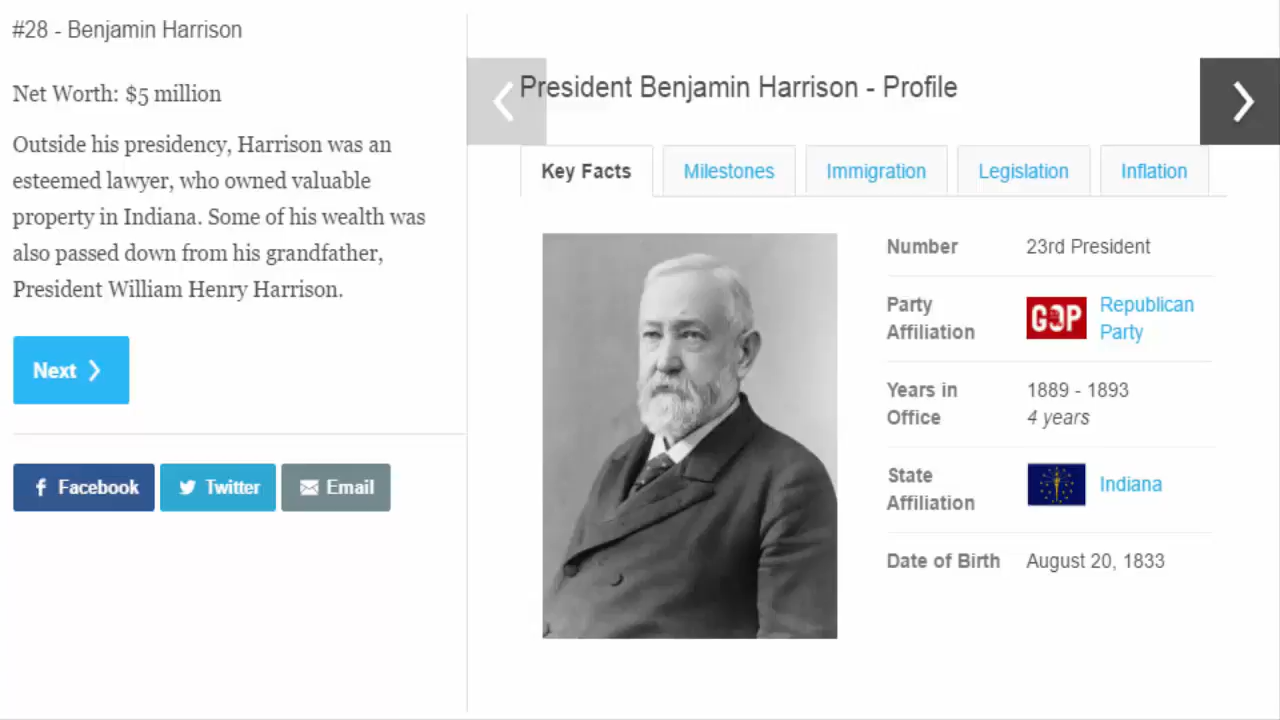 #28 - Benjamin Harrison
Net Worth: $5 million
Outside his presidency, Harrison was an
esteemed lawyer, who owned valuable
property in Indiana. Some of his wealth was
also passed down from his grandfather,
President William Henry Harrison.
Next
Facebook
Twitter
Email
President Benjamin Harrison - Profile
Key Facts
Milestones
Immigration
Legislation
Inflation
Number
23rd President
Party
Affiliation
GOP
Republican
Party
Years in
Office
1889 - 1893
4 years
State
Affiliation
Indiana
Date of Birth
August 20, 1833